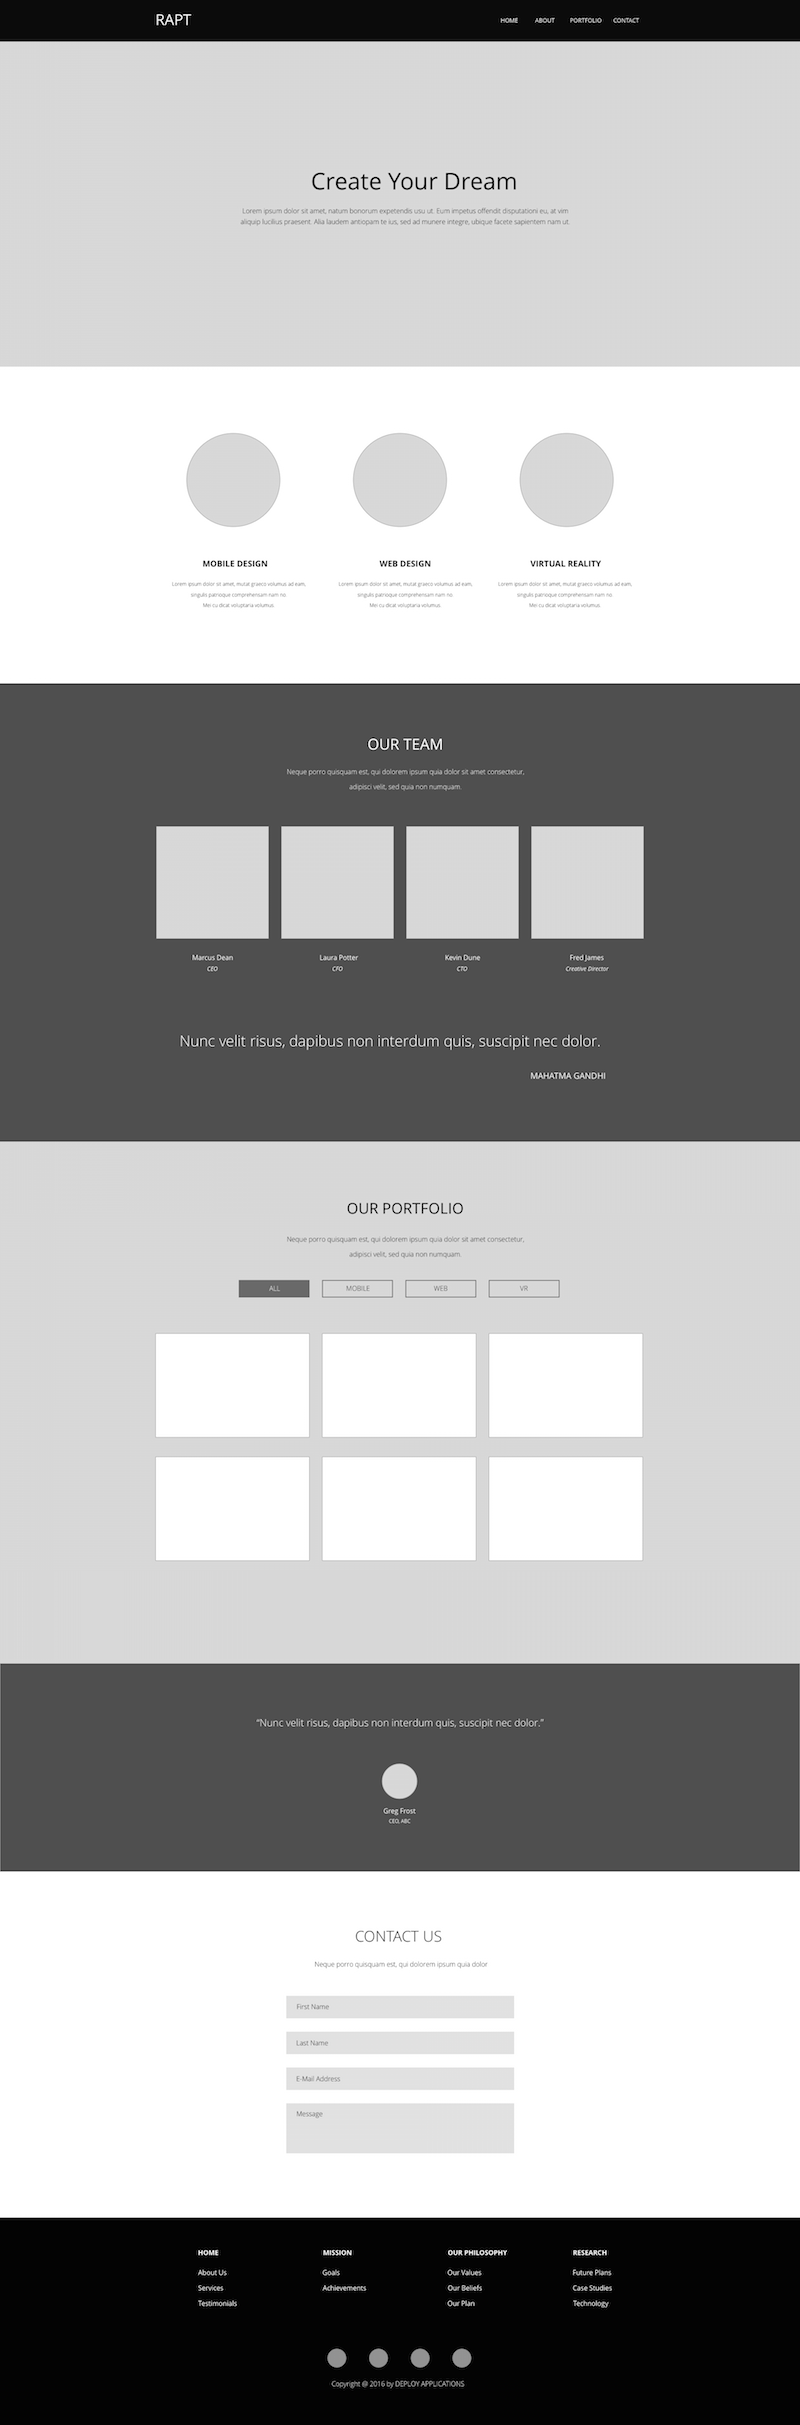 RAPT
HOME ABOUT PORTFOLIO CONTACT
Create Your Dream
Lorem ipsum dolor sit amet, natum bonorum expetendis usu ut. Eum impetus offendit disputationi eu, at vim
aliquip lucilius praesent. Alia laudem antiopam te ius, sed ad munere integre, ubique facete sapientem nam ut.
MOBILE DESIGN
Lorem ipsum dolor sit amet, mutat graeco volumus ad eam,
singulis patrioque comprehensam nam no.
Mei cu dicat voluptaria volumus.
WEB DESIGN
Lorem ipsum dolor sit amet, mutat graeco volumus ad eam,
singulis patrioque comprehensam nam no.
Mei cu dicat voluptaria volumus.
VIRTUAL REALITY
Lorem ipsum dolor sit amet, mutat graeco volumus ad eam,
singulis patrioque comprehensam nam no.
Mei cu dicat voluptaria volumus.
OUR TEAM
Neque porro quisquam est, qui dolorem ipsum quia dolor sit amet consectetur,
adipisci velit, sed quia non numquam.
Marcus Dean
CEO
Laura Potter
CFO
Kevin Dune
CTO
Fred James
Creative Director
Nunc velit risus, dapibus non interdum quis, suscipit nec dolor.
MAHATMA GANDHI
OUR PORTFOLIO
Neque porro quisquam est, qui dolorem ipsum quia dolor sit amet consectetur,
adipisci velit, sed quia non numquam.
ALL MOBILE WEB VR
“Nunc velit risus, dapibus non interdum quis, suscipit nec dolor.”
Greg Frost
CEO, ABC
CONTACT US
Neque porro quisquam est, qui dolorem ipsum quia dolor
First Name
Last Name
E-Mail Address
Message
HOME
About Us
Services
Testimonials
MISSION
Goals
Achievements
OUR PHILOSOPHY
Our Values
Our Beliefs
Our Plan
RESEARCH
Future Plans
Case Studies
Technology
Copyright @ 2016 by DEPLOY APPLICATIONS